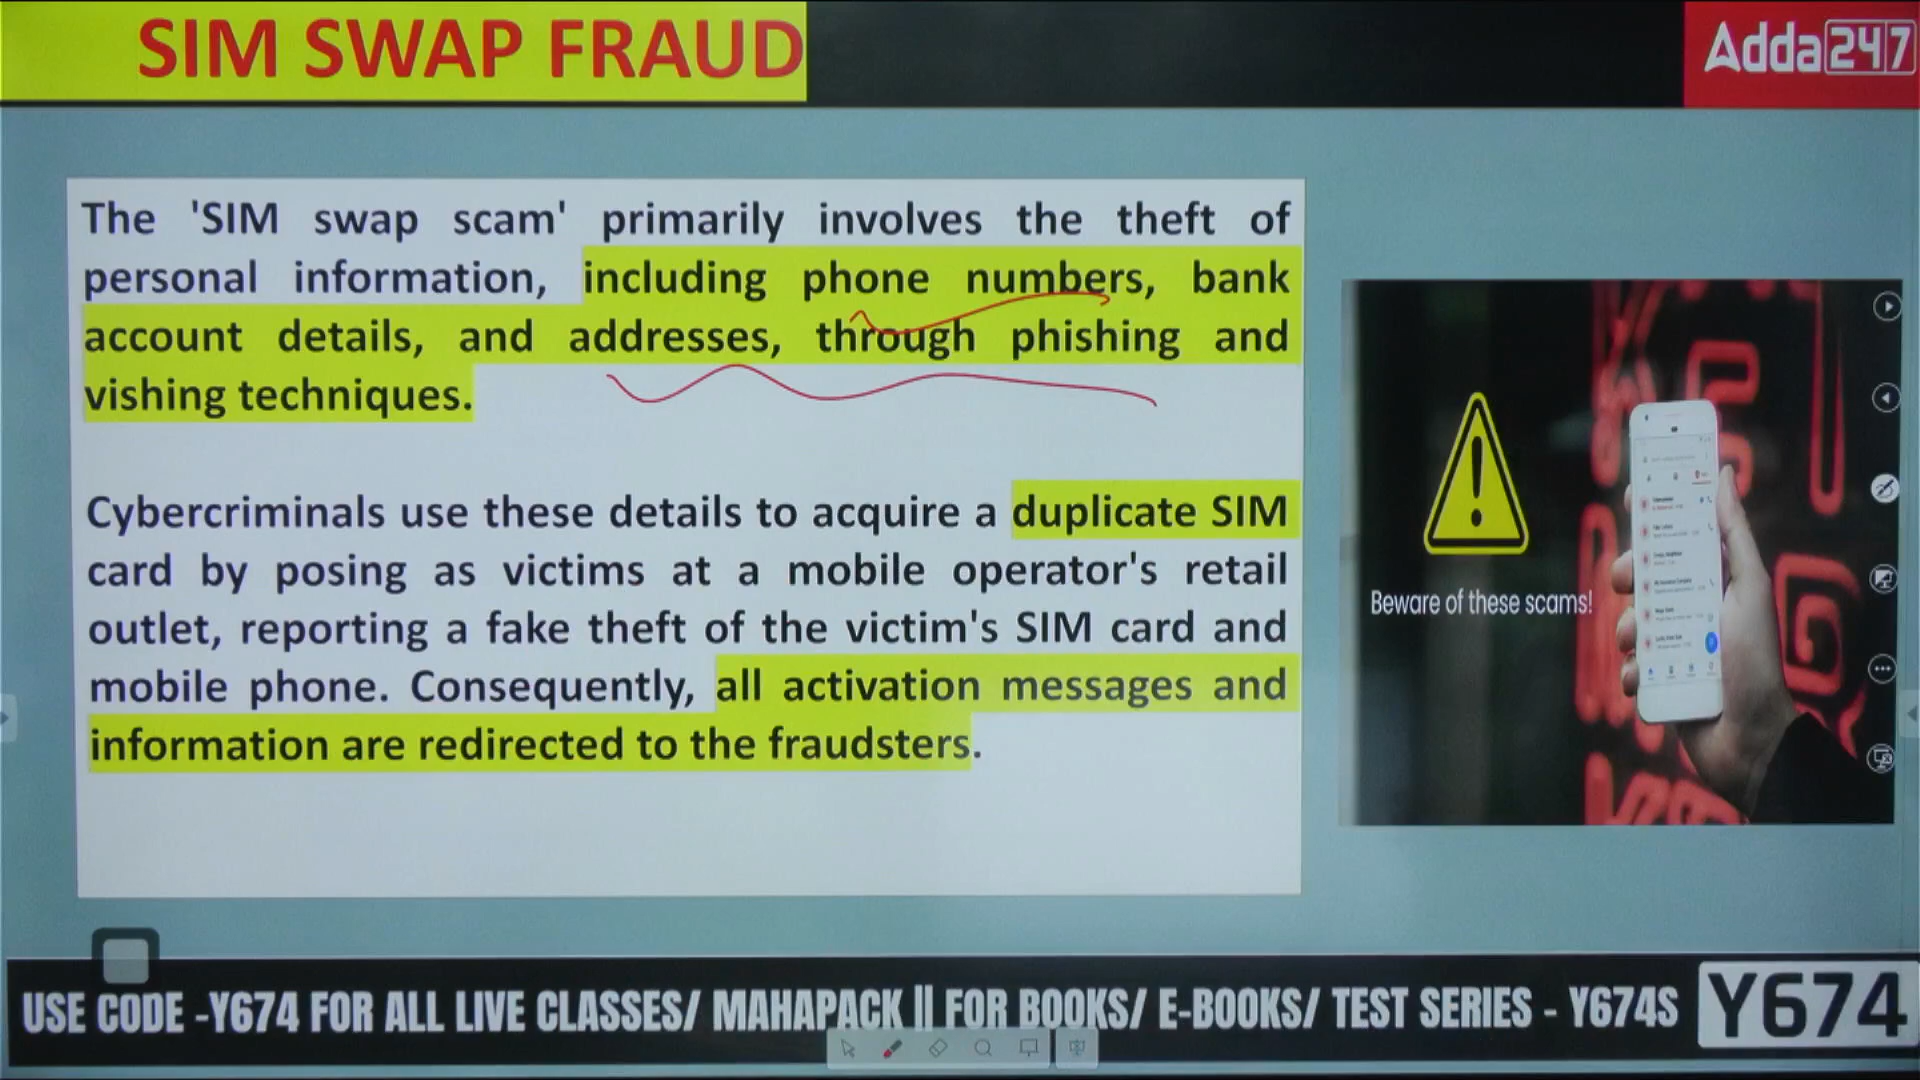 SIM SWAP FRAUD
Adda247
The 'SIM swap scam' primarily involves the theft of
personal information, including phone numbers, bank
account details, and addresses, through phishing and
vishing techniques.
Cybercriminals use these details to acquire a duplicate SIM
card by posing as victims at a mobile operator's retail
outlet, reporting a fake theft of the victim's SIM card and
mobile phone. Consequently, all activation messages and
information are redirected to the fraudsters.
Beware of these scams!
USE CODE -Y674 FOR ALL LIVE CLASSES/ MAHAPACK || FOR BOOKS/ E-BOOKS/ TEST SERIES - Y674S
Y674